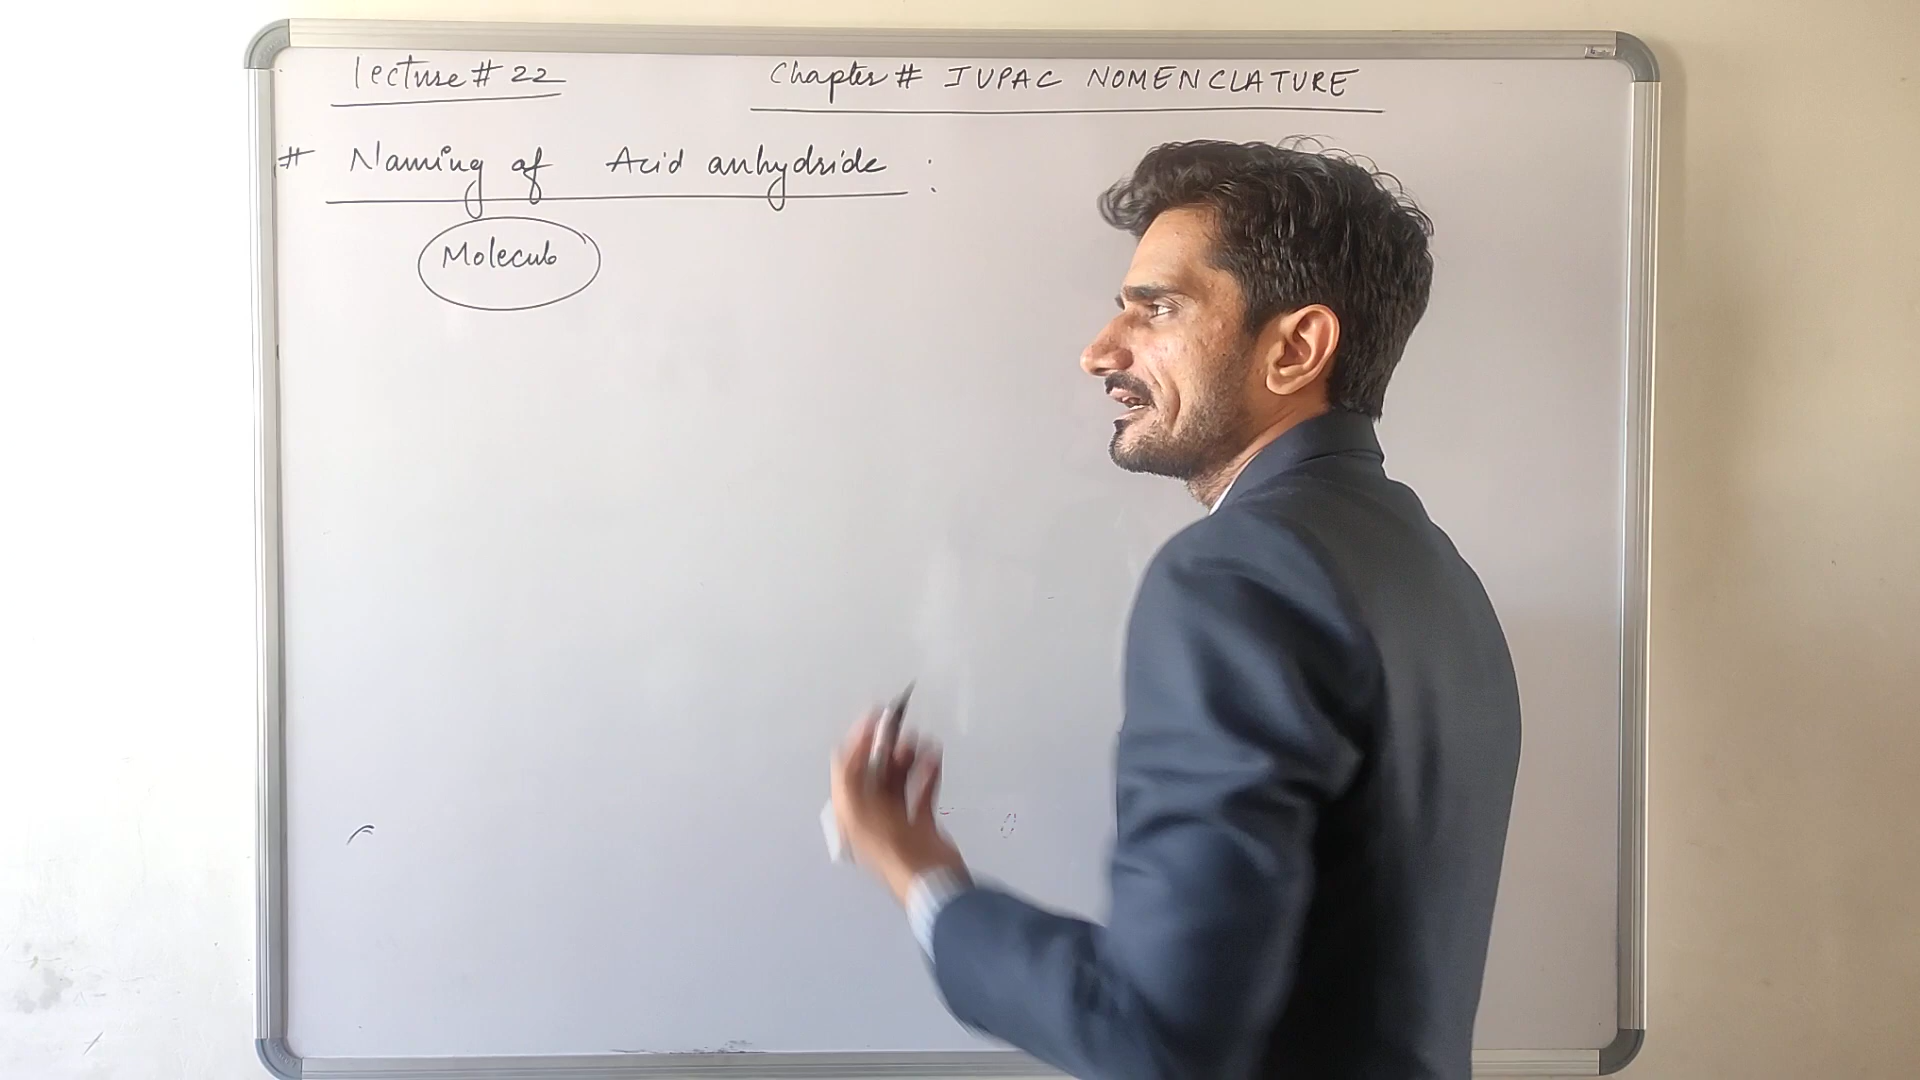 Lecture # 22
Chapter # IUPAC NOMENCLATURE
# Naming of Acid anhydride :
Molecule